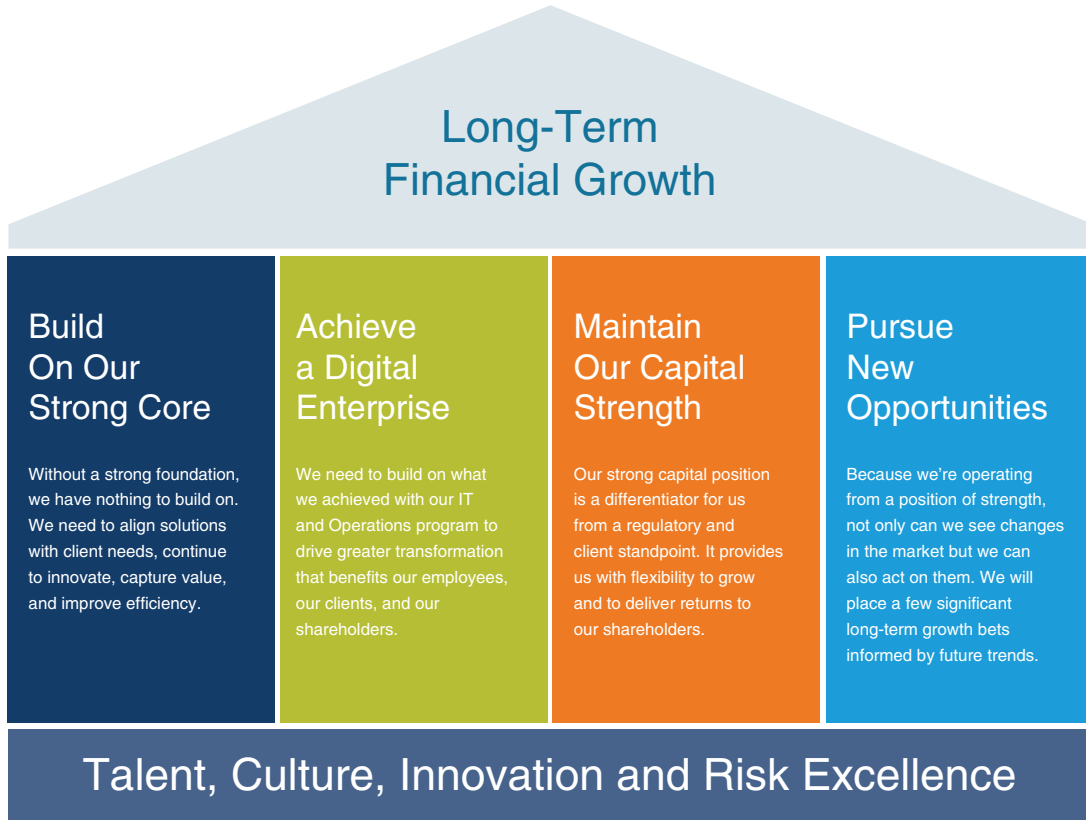 Long-Term
Financial Growth
Build
On Our
Strong Core
Without a strong foundation,
we have nothing to build on.
We need to align solutions
with client needs, continue
to innovate, capture value,
and improve efficiency.
Achieve
a Digital
Enterprise
We need to build on what
we achieved with our IT
and Operations program to
drive greater transformation
that benefits our employees,
our clients, and our
shareholders.
Maintain
Our Capital
Strength
Our strong capital position
is a differentiator for us
from a regulatory and
client standpoint. It provides
us with flexibility to grow
and to deliver returns to
our shareholders.
Pursue
New
Opportunities
Because we’re operating
from a position of strength,
not only can we see changes
in the market but we can
also act on them. We will
place a few significant
long-term growth bets
informed by future trends.
Talent, Culture, Innovation and Risk Excellence